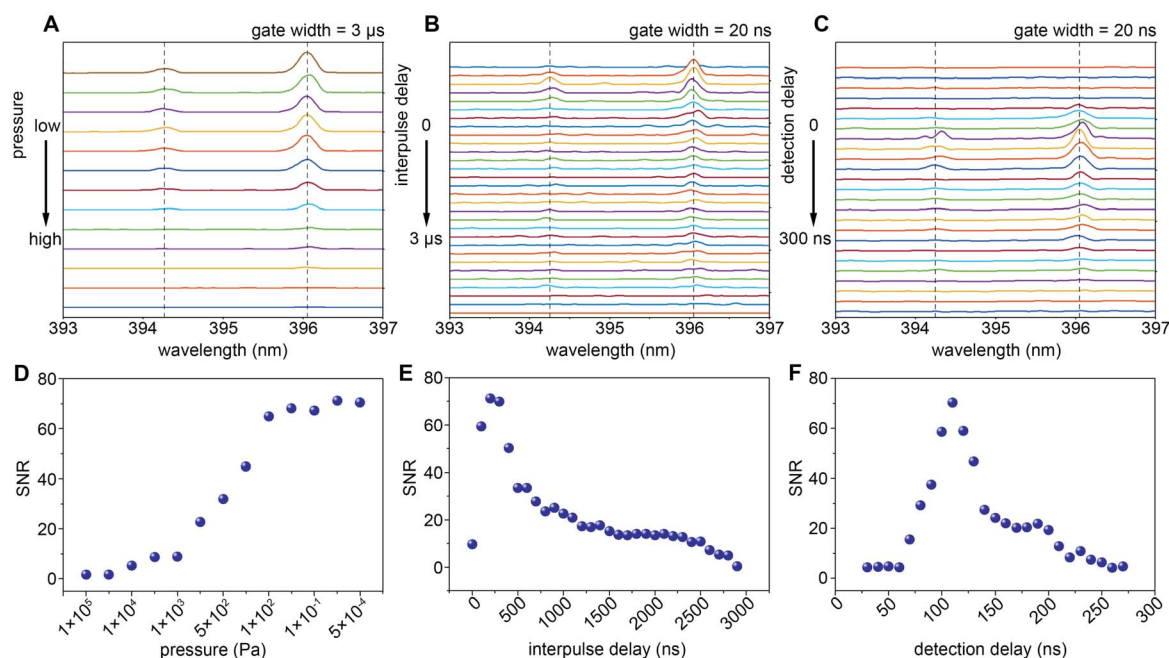 A
gate width = 3 µs
pressure
low
high
393 394 395 396 397
wavelength (nm)
B
gate width = 20 ns
interpulse delay
0
3 µs
393 394 395 396 397
wavelength (nm)
C
gate width = 20 ns
detection delay
0
300 ns
393 394 395 396 397
wavelength (nm)
D
80
60
40
20
0
SNR
1×10⁵ 1×10⁴ 1×10³ 5×10² 1×10² 1×10⁻¹ 5×10⁻⁴
pressure (Pa)
E
80
60
40
20
0
SNR
0 500 1000 1500 2000 2500 3000
interpulse delay (ns)
F
80
60
40
20
0
SNR
0 50 100 150 200 250 300
detection delay (ns)